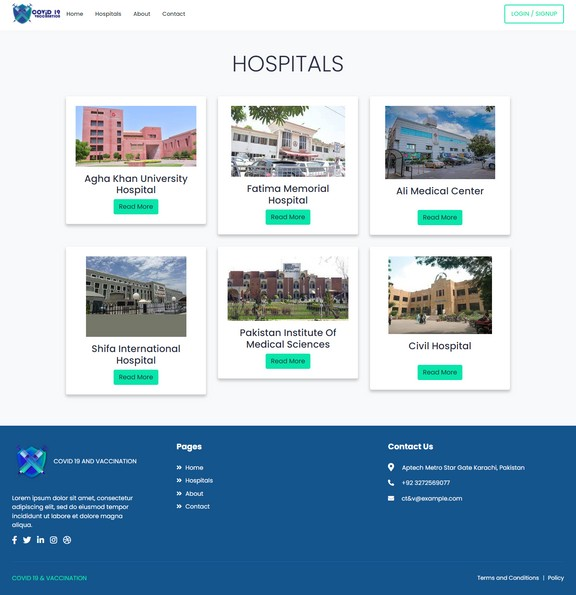 COVID 19
VACCINATION
Home
Hospitals
About
Contact
LOGIN / SIGNUP
HOSPITALS
Agha Khan University
Hospital
Read More
Fatima Memorial
Hospital
Read More
Ali Medical Center
Read More
Shifa International
Hospital
Read More
Pakistan Institute Of
Medical Sciences
Read More
Civil Hospital
Read More
COVID 19 AND VACCINATION
Lorem ipsum dolor sit amet, consectetur
adipiscing elit, sed do eiusmod tempor
incididunt ut labore et dolore magna
aliqua.
Pages
Home
Hospitals
About
Contact
Contact Us
Aptech Metro Star Gate Karachi, Pakistan
+92 3272569077
ct&v@example.com
COVID 19 & VACCINATION
Terms and Conditions | Policy